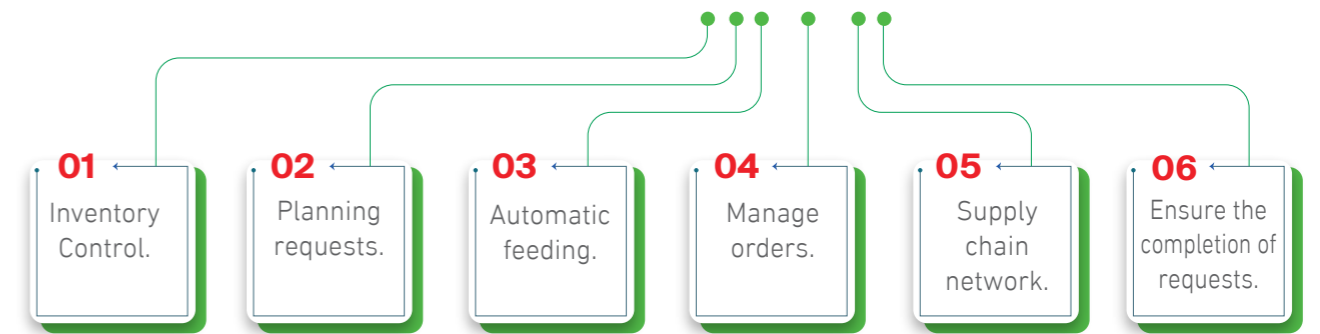 01
Inventory
Control.
02
Planning
requests.
03
Automatic
feeding.
04
Manage
orders.
05
Supply
chain
network.
06
Ensure the
completion of
requests.